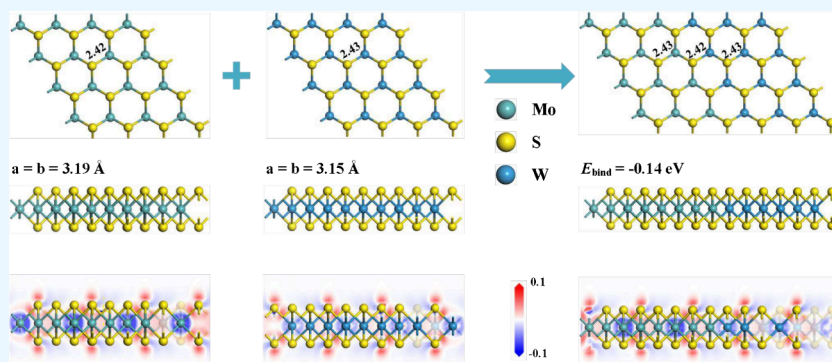 2.42
2.43
2.43 2.42 2.43
Mo
S
W
a = b = 3.19 Å
a = b = 3.15 Å
E_bind = -0.14 eV
0.1
-0.1